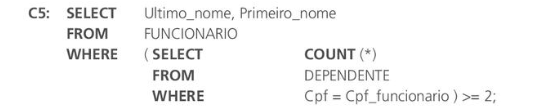 C5: SELECT Ultimo_nome, Primeiro_nome
FROM FUNCIONARIO
WHERE ( SELECT COUNT (*)
FROM DEPENDENTE
WHERE Cpf = Cpf_funcionario ) >= 2;